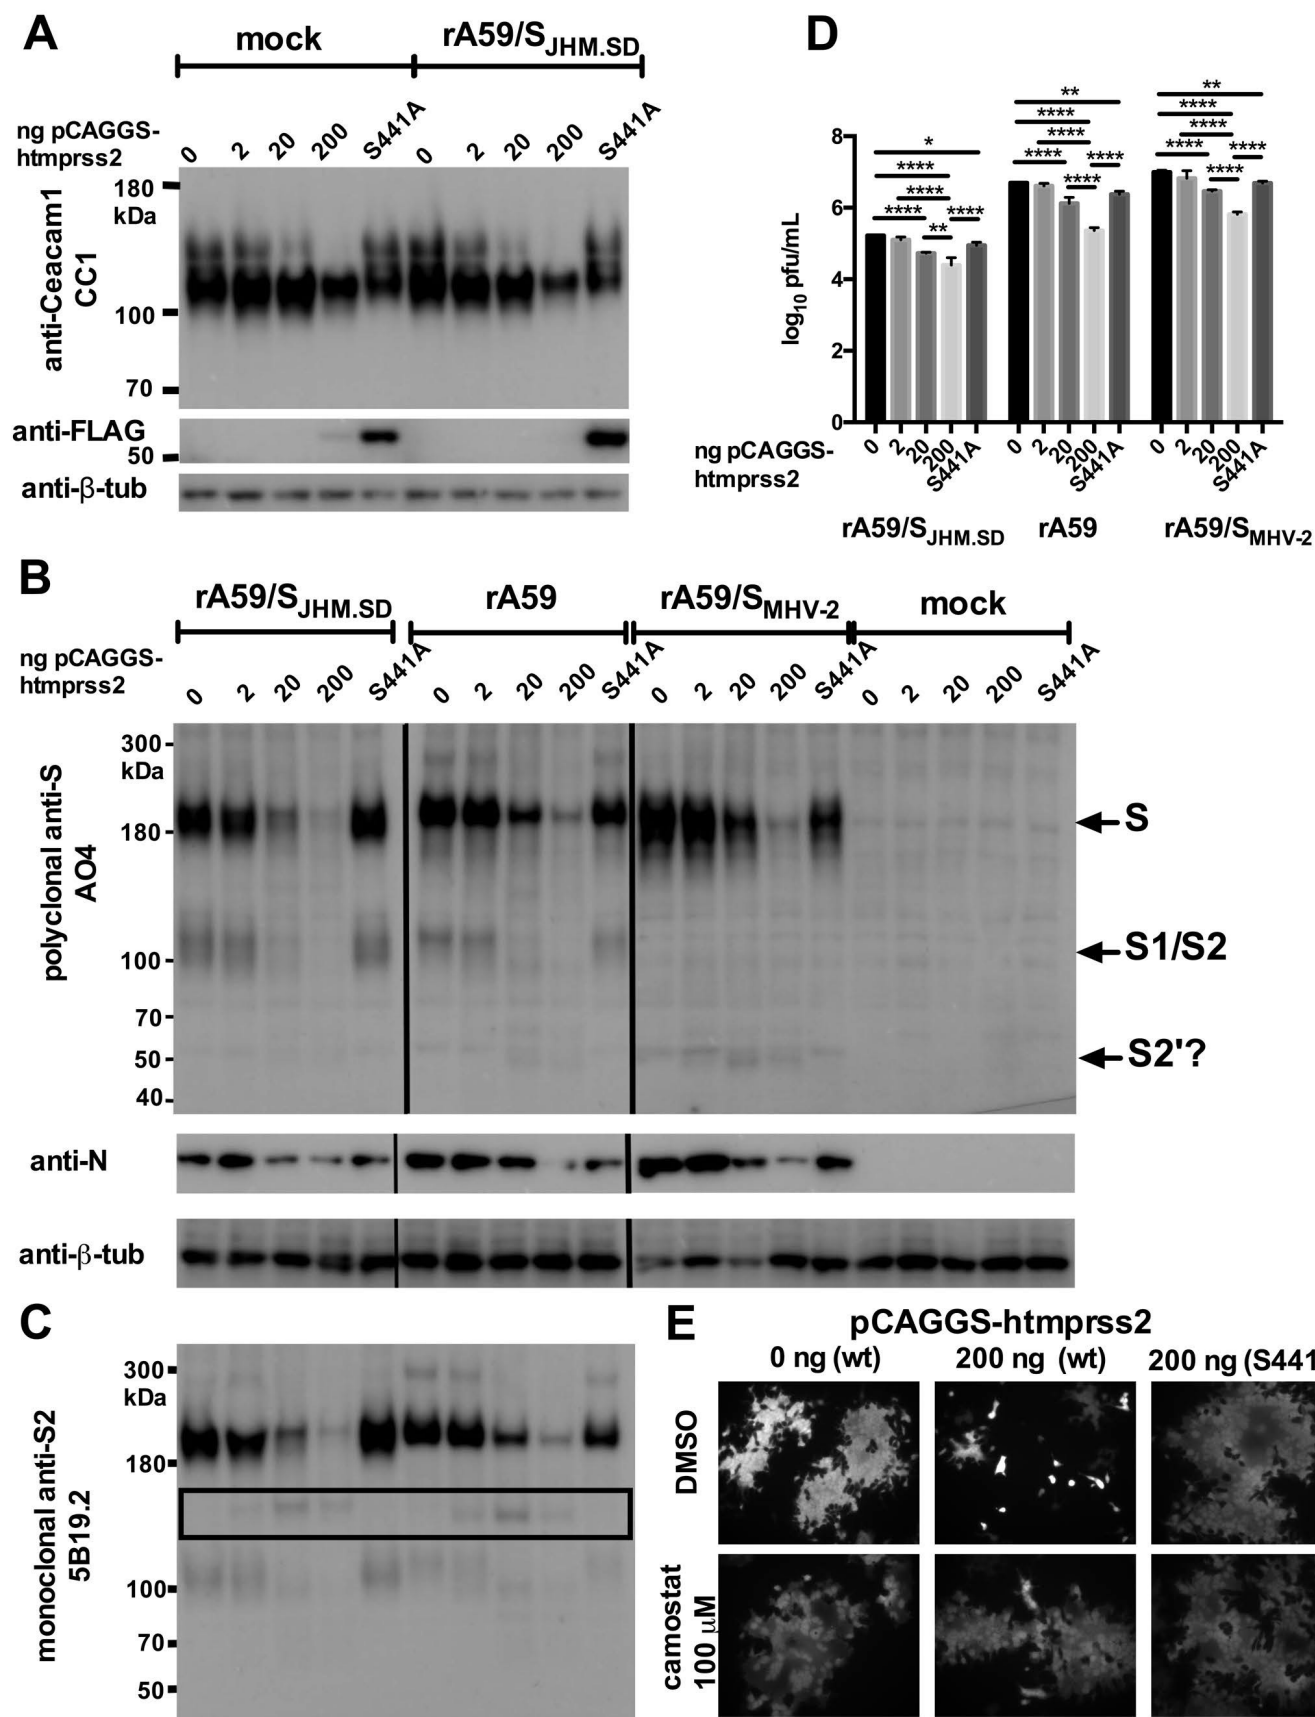 A
mock
rA59/SJHM.SD
ng pCAGGS-
htmprss2
0 2 20 200 S441A 0 2 20 200 S441A
anti-Ceacam1
CC1
180
kDa
100
70
anti-FLAG
50
anti-β-tub
D
log10 pfu/mL
8
6
4
2
0
* **** **** **** ** ****
** **** **** **** **** ****
** **** **** **** **** ****
ng pCAGGS-
htmprss2
0 2 20 200 S441A 0 2 20 200 S441A 0 2 20 200 S441A
rA59/SJHM.SD rA59 rA59/SMHV-2
B
rA59/SJHM.SD rA59 rA59/SMHV-2 mock
ng pCAGGS-
htmprss2
0 2 20 200 S441A 0 2 20 200 S441A 0 2 20 200 S441A 0 2 20 200 S441A
polyclonal anti-S
AO4
300
kDa
180
100
70
50
40
S
S1/S2
S2'?
anti-N
anti-β-tub
C
monoclonal anti-S2
5B19.2
300
kDa
180
100
70
50
E
pCAGGS-htmprss2
0 ng (wt) 200 ng (wt) 200 ng (S441
DMSO
camostat
100 μM